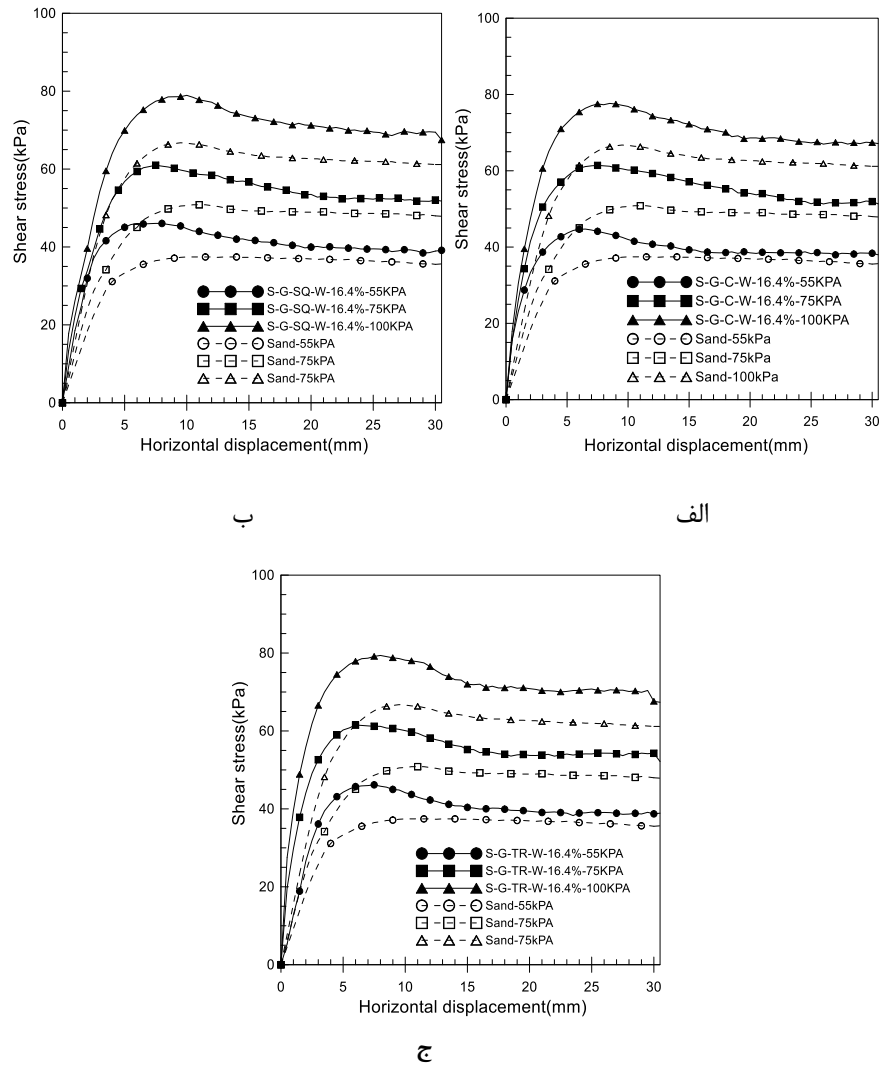 100
80
60
40
20
0
Shear stress(kPa)
S-G-SQ-W-16.4%-55KPA
S-G-SQ-W-16.4%-75KPA
S-G-SQ-W-16.4%-100KPA
Sand-55kPA
Sand-75kPA
Sand-75kPA
0 5 10 15 20 25 30
Horizontal displacement(mm)
ب
100
80
60
40
20
0
Shear stress(kPa)
S-G-C-W-16.4%-55KPA
S-G-C-W-16.4%-75KPA
S-G-C-W-16.4%-100KPA
Sand-55kPa
Sand-75kPa
Sand-100kPa
0 5 10 15 20 25 30
Horizontal displacement(mm)
الف
100
80
60
40
20
0
Shear stress(kPa)
S-G-TR-W-16.4%-55KPA
S-G-TR-W-16.4%-75KPA
S-G-TR-W-16.4%-100KPA
Sand-55kPA
Sand-75kPA
Sand-75kPA
0 5 10 15 20 25 30
Horizontal displacement(mm)
ج